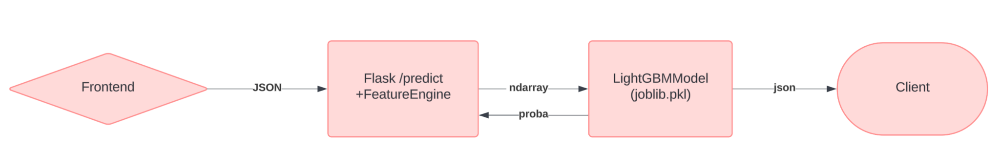 Frontend
JSON
Flask /predict
+FeatureEngine
ndarray
proba
LightGBMModel
(joblib.pkl)
json
Client